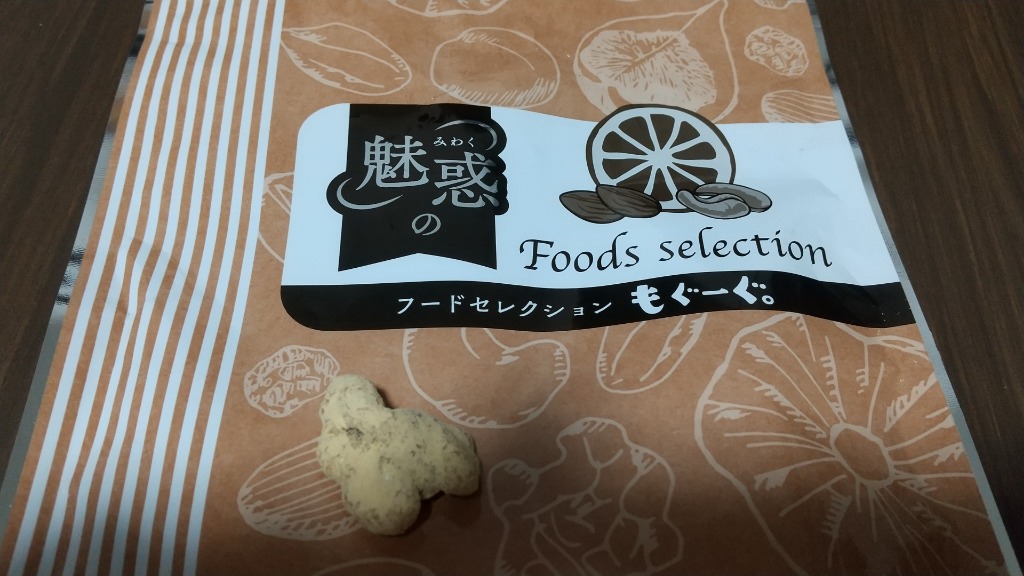 みわく
魅惑
の
Foods selection
フードセレクション もぐーぐ。